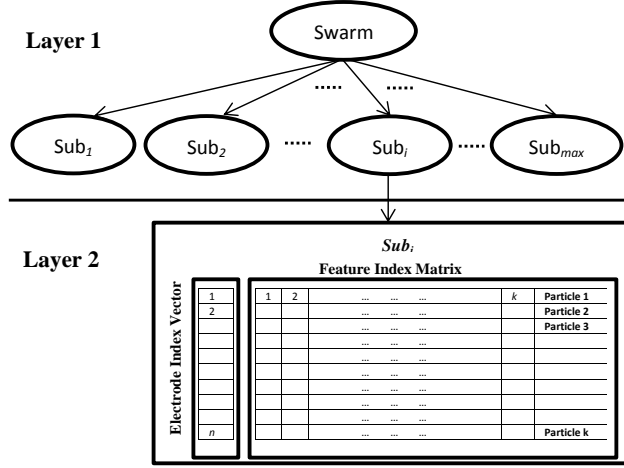 Layer 1
Swarm
..... .....
Sub1 Sub2 ..... Subi ..... Submax
Layer 2
Subi
Feature Index Matrix
Electrode Index Vector
1 1 2 ... ... ... k Particle 1
2 ... ... ... Particle 2
... ... ... Particle 3
... ... ...
... ... ...
... ... ...
... ... ...
... ... ...
... ... ...
n ... ... ... Particle k